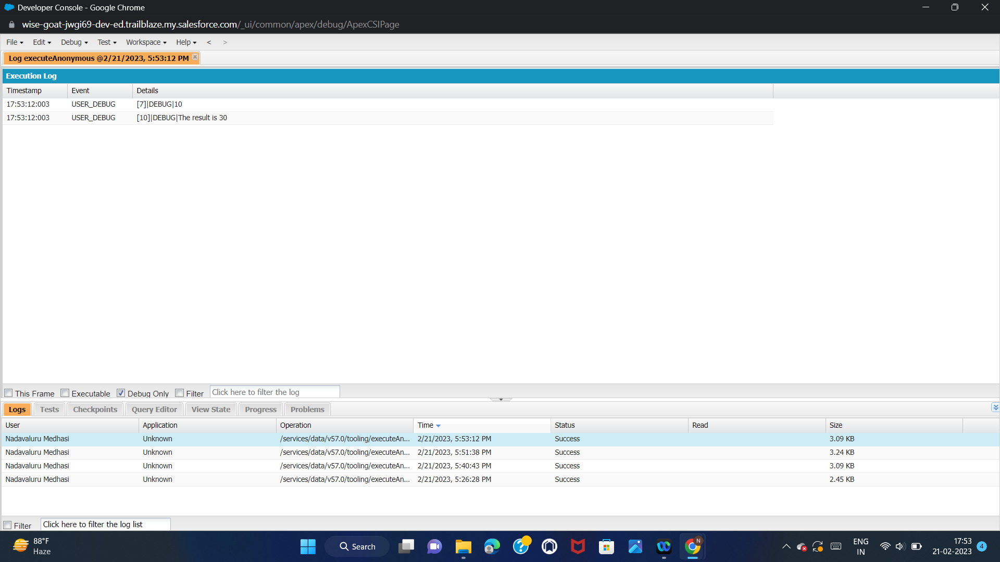 Developer Console - Google Chrome
wise-goat-jwgi69-dev-ed.trailblaze.my.salesforce.com/_ui/common/apex/debug/ApexCSIPage
File Edit Debug Test Workspace Help < >
Log executeAnonymous @2/21/2023, 5:53:12 PM
Execution Log
Timestamp Event Details
17:53:12:003 USER_DEBUG [7]|DEBUG|10
17:53:12:003 USER_DEBUG [10]|DEBUG|The result is 30
This Frame Executable Debug Only Filter Click here to filter the log
Logs Tests Checkpoints Query Editor View State Progress Problems
User Application Operation Time Status Read Size
Nadavaluru Medhasi Unknown /services/data/v57.0/tooling/executeAn... 2/21/2023, 5:53:12 PM Success 3.09 KB
Nadavaluru Medhasi Unknown /services/data/v57.0/tooling/executeAn... 2/21/2023, 5:51:38 PM Success 3.24 KB
Nadavaluru Medhasi Unknown /services/data/v57.0/tooling/executeAn... 2/21/2023, 5:40:43 PM Success 3.09 KB
Nadavaluru Medhasi Unknown /services/data/v57.0/tooling/executeAn... 2/21/2023, 5:26:28 PM Success 2.45 KB
Filter Click here to filter the log list
88°F
Haze
Search
N
ENG
IN
17:53
21-02-2023
4